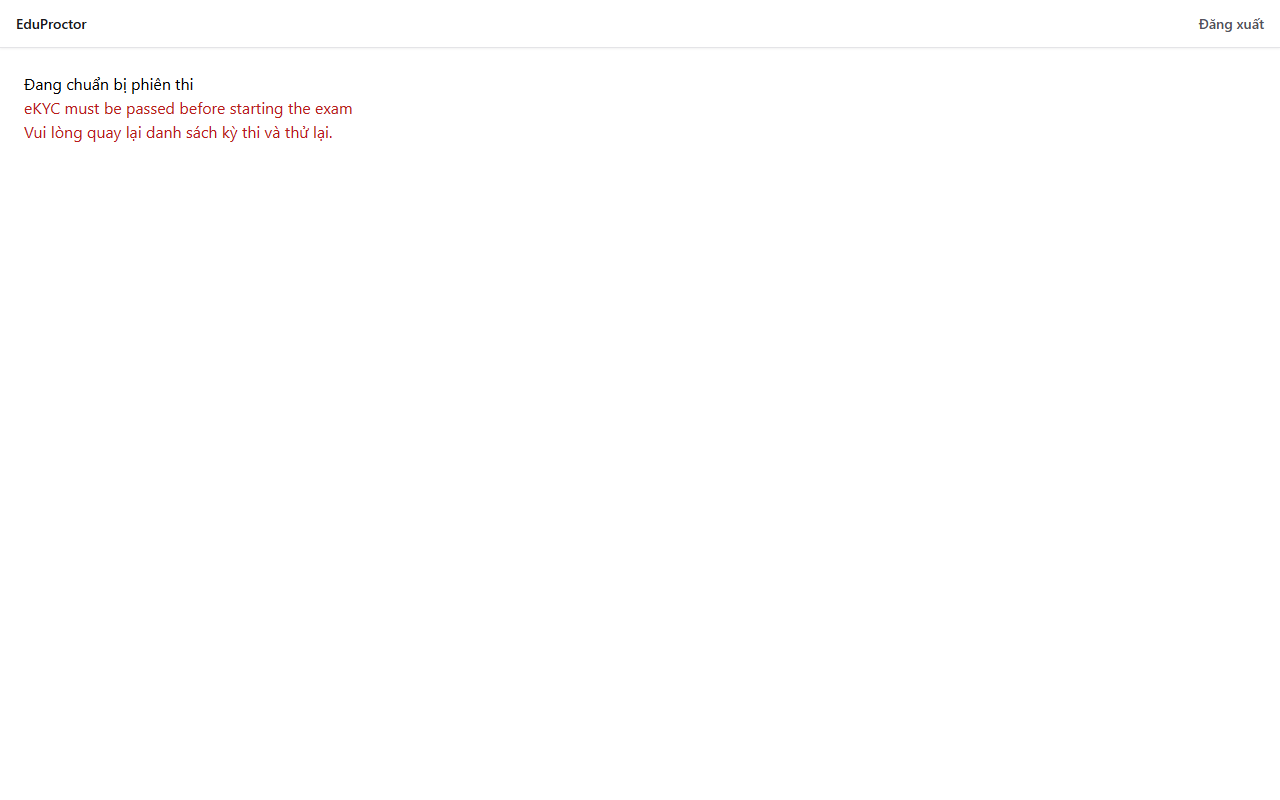 EduProctor
Đăng xuất
Đang chuẩn bị phiên thi
eKYC must be passed before starting the exam
Vui lòng quay lại danh sách kỳ thi và thử lại.